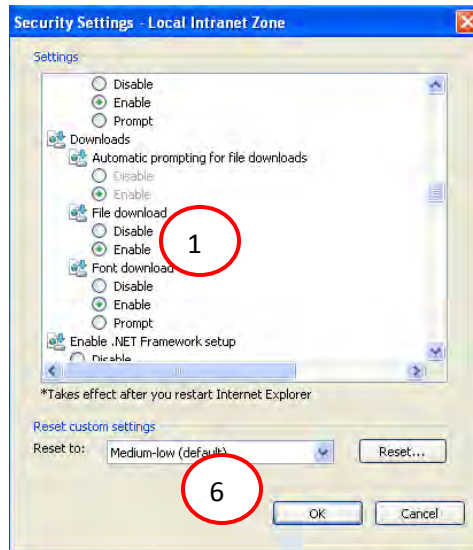 Security Settings - Local Intranet Zone
Settings
Disable
Enable
Prompt
Downloads
Automatic prompting for file downloads
Disable
Enable
File download
Disable
1
Enable
Font download
Disable
Enable
Prompt
Enable .NET Framework setup
Disable
*Takes effect after you restart Internet Explorer
Reset custom settings
Reset to: Medium-low (default) Reset...
6
OK Cancel